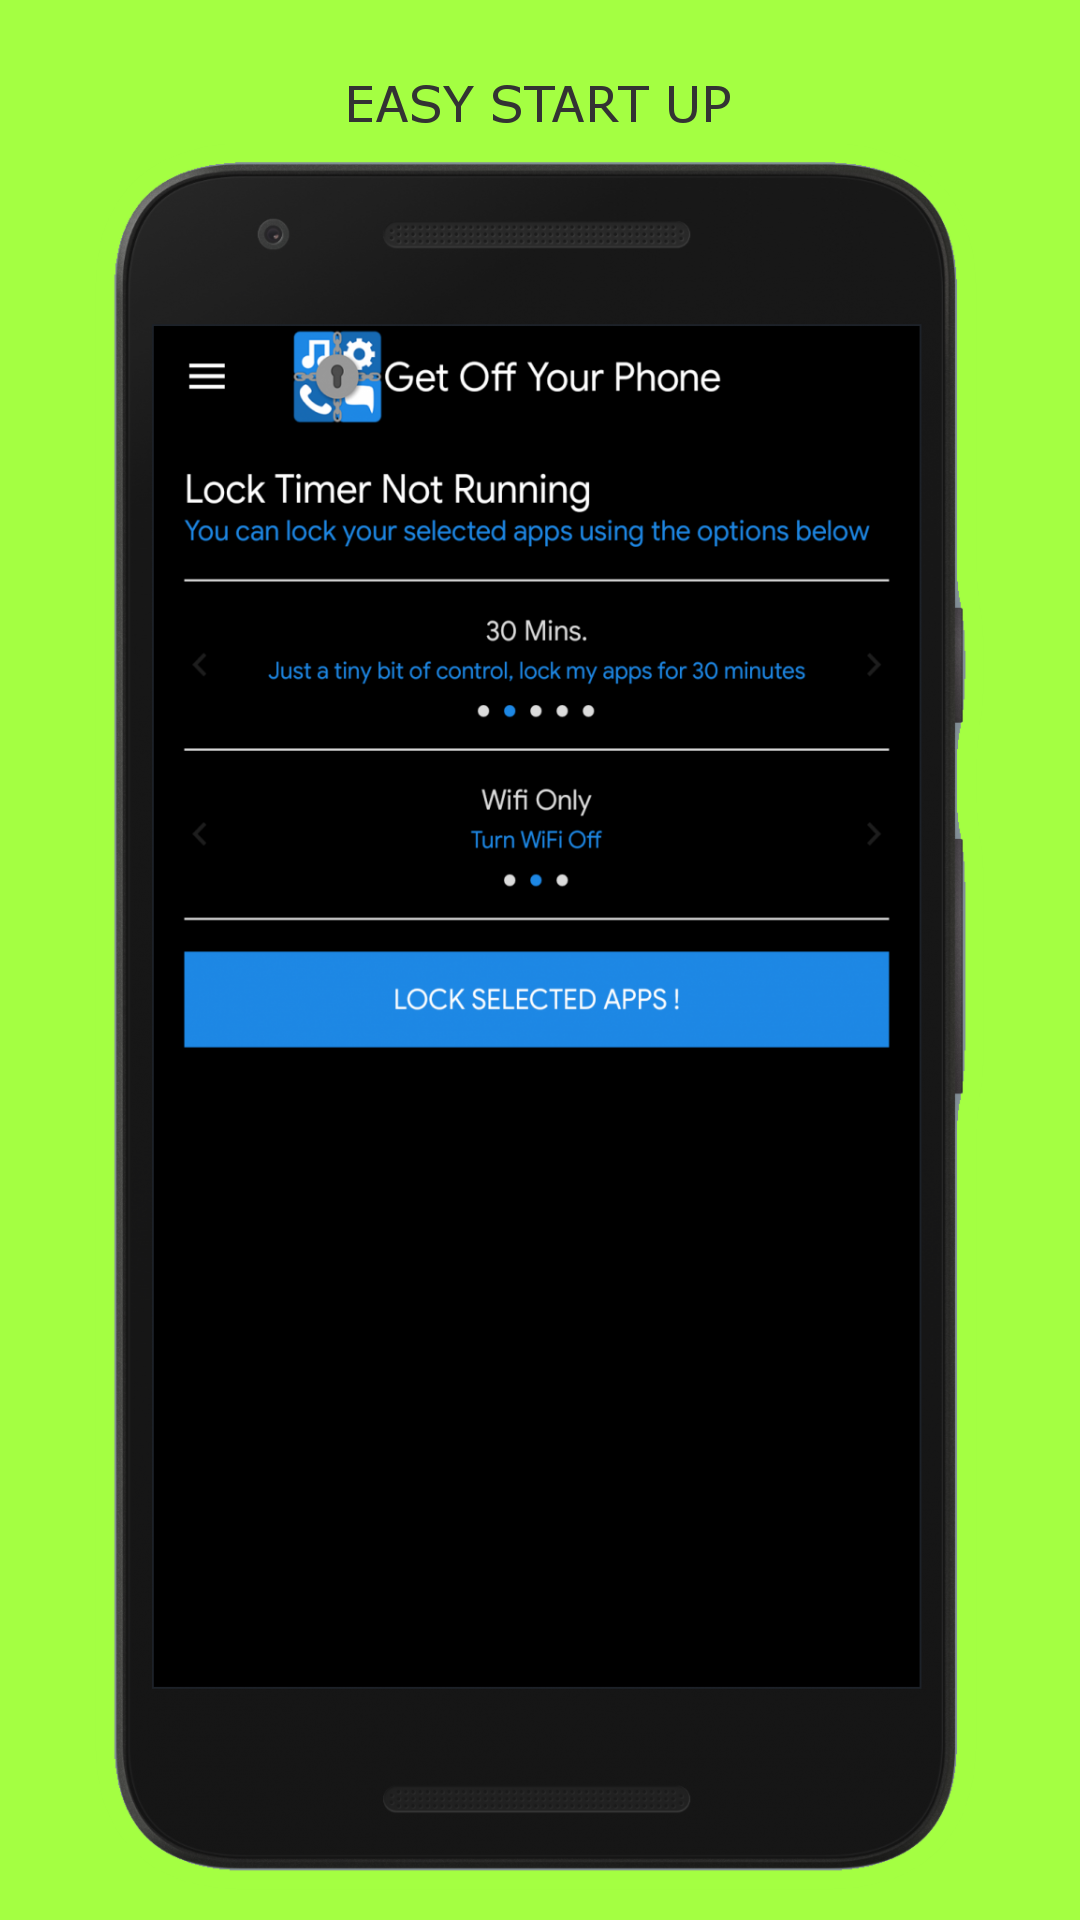 EASY START UP
Get Off Your Phone
Lock Timer Not Running
You can lock your selected apps using the options below
30 Mins.
Just a tiny bit of control, lock my apps for 30 minutes
Wifi Only
Turn WiFi Off
LOCK SELECTED APPS !